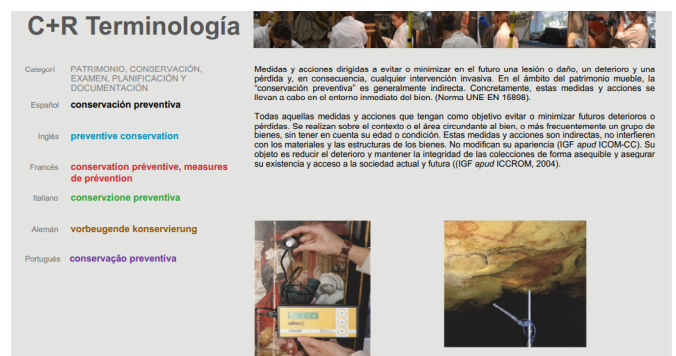 C+R Terminología
Categorí
PATRIMONIO, CONSERVACIÓN,
EXAMEN, PLANIFICACIÓN Y
DOCUMENTACIÓN
Español conservación preventiva
Inglés preventive conservation
Francés conservation préventive, measures
de prévention
Italiano conservzione preventiva
Alemán vorbeugende konservierung
Portugués conservação preventiva
Medidas y acciones dirigidas a evitar o minimizar en el futuro una lesión o daño, un deterioro y una
pérdida y, en consecuencia, cualquier intervención invasiva. En el ámbito del patrimonio mueble, la
“conservación preventiva” es generalmente indirecta. Concretamente, estas medidas y acciones se
llevan a cabo en el entorno inmediato del bien. (Norma UNE EN 16898).
Todas aquellas medidas y acciones que tengan como objetivo evitar o minimizar futuros deterioros o
pérdidas. Se realizan sobre el contexto o el área circundante al bien, o más frecuentemente un grupo de
bienes, sin tener en cuenta su edad o condición. Estas medidas y acciones son indirectas, no interfieren
con los materiales y las estructuras de los bienes. No modifican su apariencia (IGF apud ICOM-CC). Su
objeto es reducir el deterioro y mantener la integridad de las colecciones de forma asequible y asegurar
su existencia y acceso a la sociedad actual y futura ((IGF apud ICCROM, 2004).